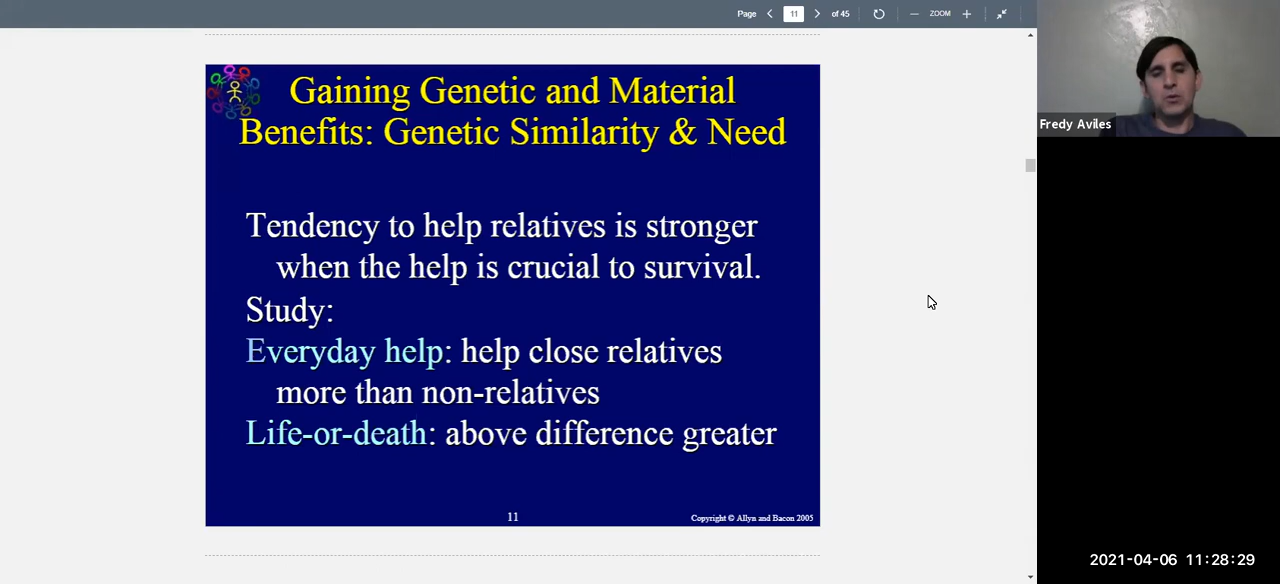 Page 11 of 45 ZOOM
Gaining Genetic and Material
Benefits: Genetic Similarity & Need
Tendency to help relatives is stronger
when the help is crucial to survival.
Study:
Everyday help: help close relatives
more than non-relatives
Life-or-death: above difference greater
11
Copyright © Allyn and Bacon 2005
Fredy Aviles
2021-04-06 11:28:29